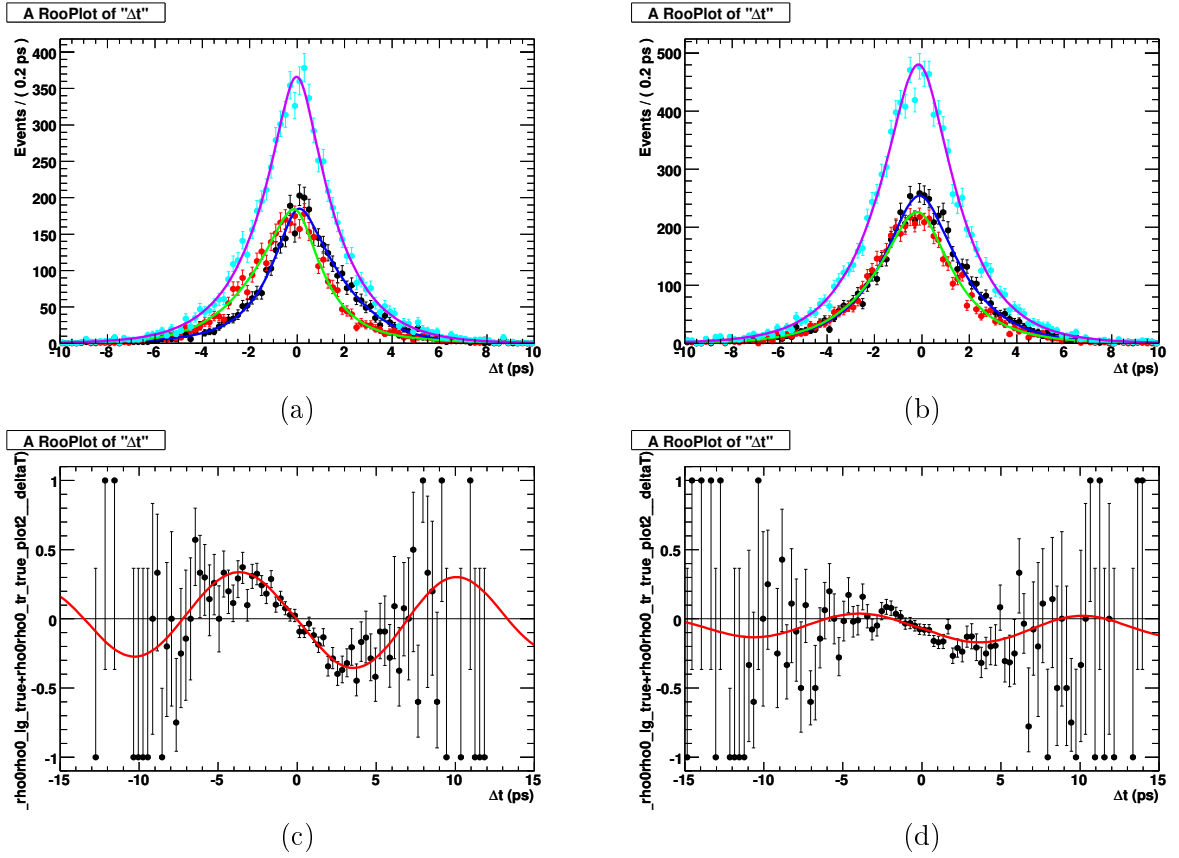 A RooPlot of "Δt"
Events / ( 0.2 ps )
400
350
300
250
200
150
100
50
0
-10 -8 -6 -4 -2 0 2 4 6 8 10
Δt (ps)
(a)
A RooPlot of "Δt"
Events / ( 0.2 ps )
500
400
300
200
100
0
-10 -8 -6 -4 -2 0 2 4 6 8 10
Δt (ps)
(b)
A RooPlot of "Δt"
_rho0rho0_lg_true+rho0rho0_tr_true_plot2__deltaT)
1
0.5
0
-0.5
-1
-15 -10 -5 0 5 10 15
Δt (ps)
(c)
A RooPlot of "Δt"
_rho0rho0_lg_true+rho0rho0_tr_true_plot2__deltaT)
1
0.5
0
-0.5
-1
-15 -10 -5 0 5 10 15
Δt (ps)
(d)